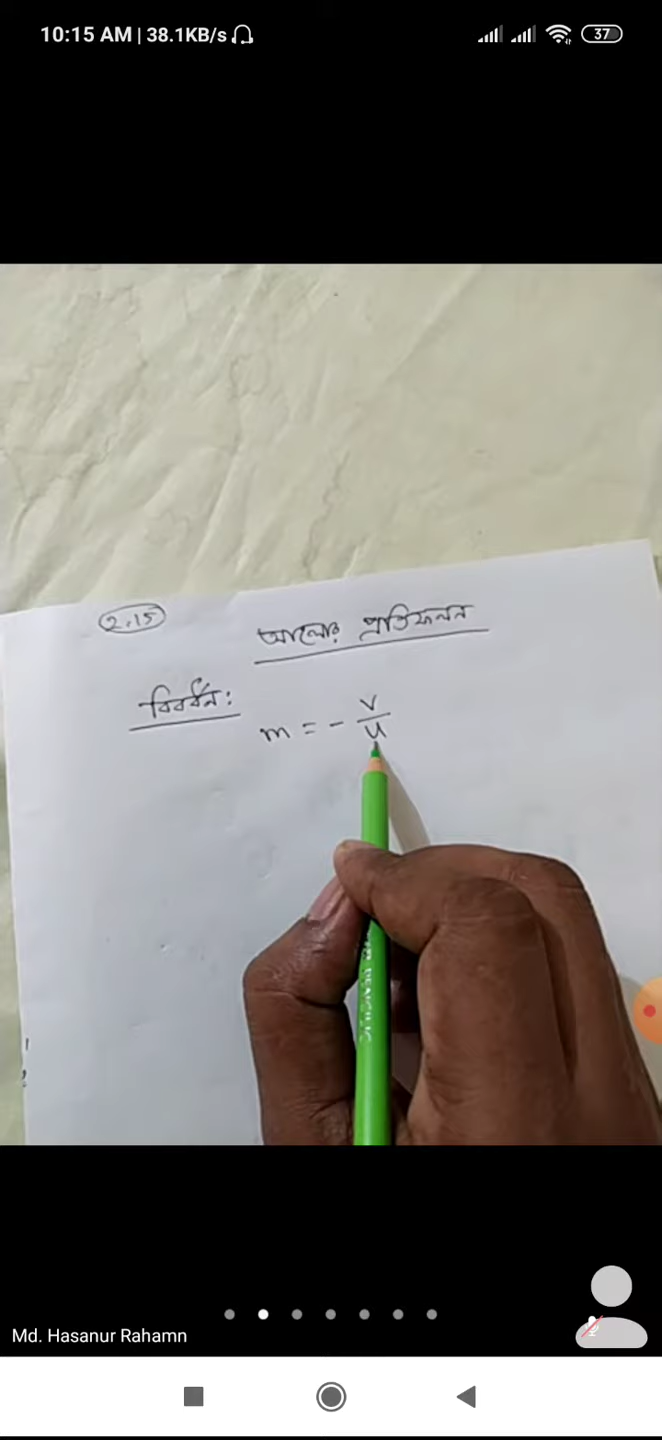 10:15 AM | 38.1KB/s
37
2.15
আলোর প্রতিফলন
বিবর্ধন:
m = - v/u
Md. Hasanur Rahamn